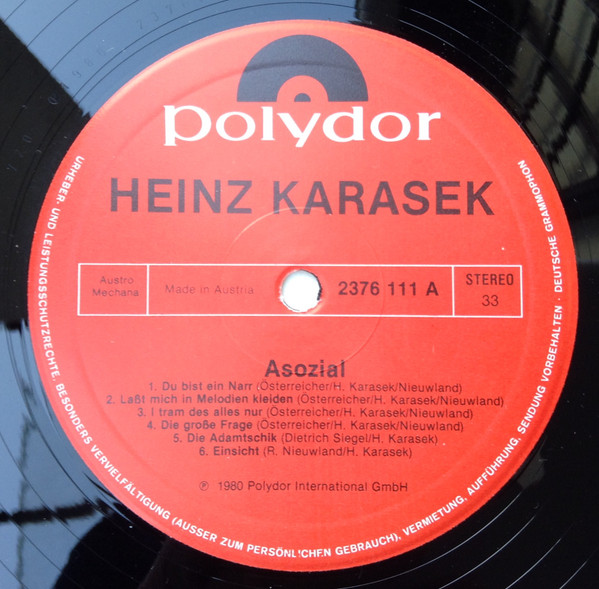 polydor
HEINZ KARASEK
Austro
Mechana
Made in Austria
2376 111 A
STEREO
33
Asozial
1. Du bist ein Narr (Österreicher/H. Karasek/Nieuwland)
2. Laßt mich in Melodien kleiden (Österreicher/H. Karasek/Nieuwland)
3. I tram des alles nur (Österreicher/H. Karasek/Nieuwland)
4. Die große Frage (Österreicher/H. Karasek/Nieuwland)
5. Die Adamtschik (Dietrich Siegel/H. Karasek)
6. Einsicht (R. Nieuwland/H. Karasek)
℗ 1980 Polydor International GmbH
URHEBER- UND LEISTUNGSSCHUTZRECHTE, BESONDERS VERVIELFÄLTIGUNG (AUSSER ZUM PERSÖNL'CHEN GEBRAUCH), VERMIETUNG, AUFFÜHRUNG, SENDUNG VORBEHALTEN · DEUTSCHE GRAMMOPHON